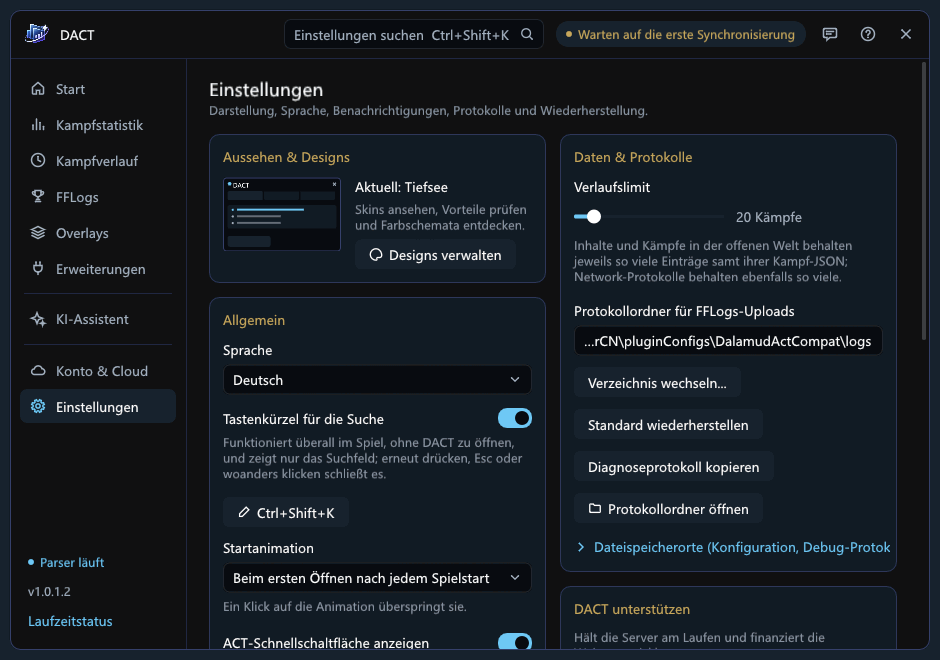 DACT
Einstellungen suchen Ctrl+Shift+K
Warten auf die erste Synchronisierung
Start
Kampfstatistik
Kampfverlauf
FFLogs
Overlays
Erweiterungen
KI-Assistent
Konto & Cloud
Einstellungen
Parser läuft
v1.0.1.2
Laufzeitstatus
Einstellungen
Darstellung, Sprache, Benachrichtigungen, Protokolle und Wiederherstellung.
Aussehen & Designs
DACT
Aktuell: Tiefsee
Skins ansehen, Vorteile prüfen
und Farbschemata entdecken.
Designs verwalten
Allgemein
Sprache
Deutsch
Tastenkürzel für die Suche
Funktioniert überall im Spiel, ohne DACT zu öffnen,
und zeigt nur das Suchfeld; erneut drücken, Esc oder
woanders klicken schließt es.
Ctrl+Shift+K
Startanimation
Beim ersten Öffnen nach jedem Spielstart
Ein Klick auf die Animation überspringt sie.
ACT-Schnellschaltfläche anzeigen
Daten & Protokolle
Verlaufslimit
20 Kämpfe
Inhalte und Kämpfe in der offenen Welt behalten
jeweils so viele Einträge samt ihrer Kampf-JSON;
Network-Protokolle behalten ebenfalls so viele.
Protokollordner für FFLogs-Uploads
...rCN\pluginConfigs\DalamudActCompat\logs
Verzeichnis wechseln...
Standard wiederherstellen
Diagnoseprotokoll kopieren
Protokollordner öffnen
Dateispeicherorte (Konfiguration, Debug-Protok
DACT unterstützen
Hält die Server am Laufen und finanziert die